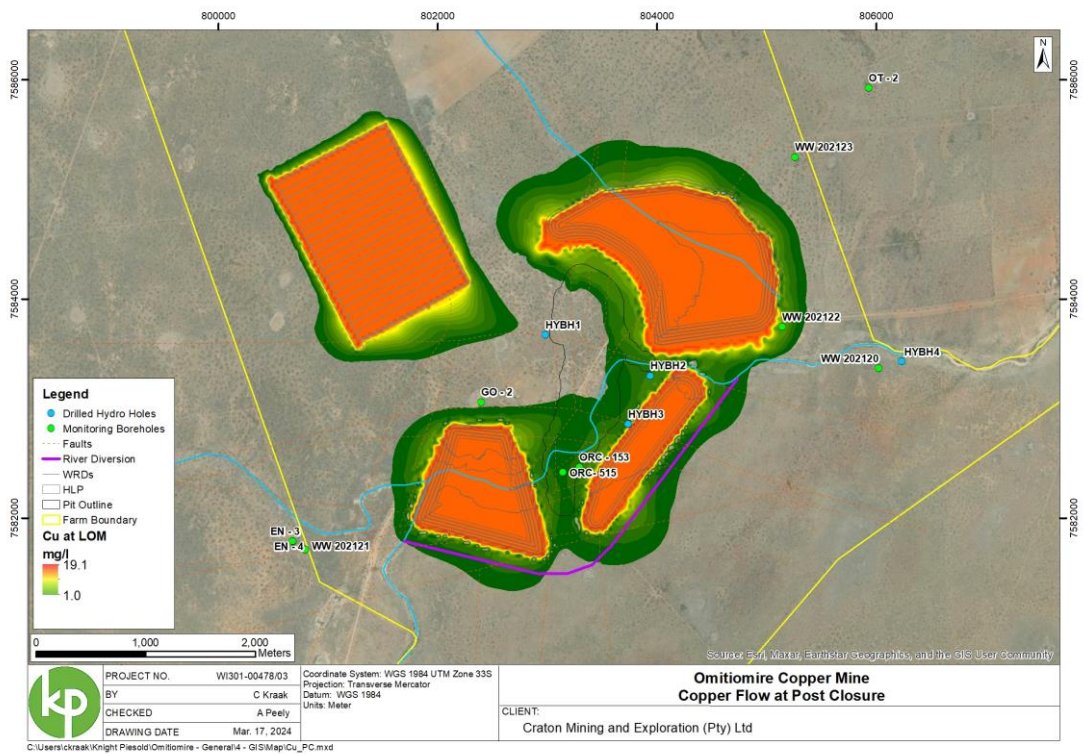 800000 802000 804000 806000
7586000 7586000
N
OT - 2
WW 202123
7584000 7584000
WW 202122
HYBH1
WW 202120 HYBH4
HYBH2
GO - 2
HYBH3
ORC - 153
ORC- 515
7582000 7582000
EN - 3
EN - 4 WW 202121
Legend
Drilled Hydro Holes
Monitoring Boreholes
Faults
River Diversion
WRDs
HLP
Pit Outline
Farm Boundary
Cu at LOM
mg/l
19.1
1.0
0 1,000 2,000
Meters
Source: Esri, Maxar, Earthstar Geographics, and the GIS User Community
kp
PROJECT NO. WI301-00478/03
BY C Kraak
CHECKED A Peely
DRAWING DATE Mar. 17, 2024
Coordinate System: WGS 1984 UTM Zone 33S
Projection: Transverse Mercator
Datum: WGS 1984
Units: Meter
Omitiomire Copper Mine
Copper Flow at Post Closure
CLIENT:
Craton Mining and Exploration (Pty) Ltd
C:\Users\ckraak\Knight Piesold\Omitiomire - General\4 - GIS\Map\Cu_PC.mxd